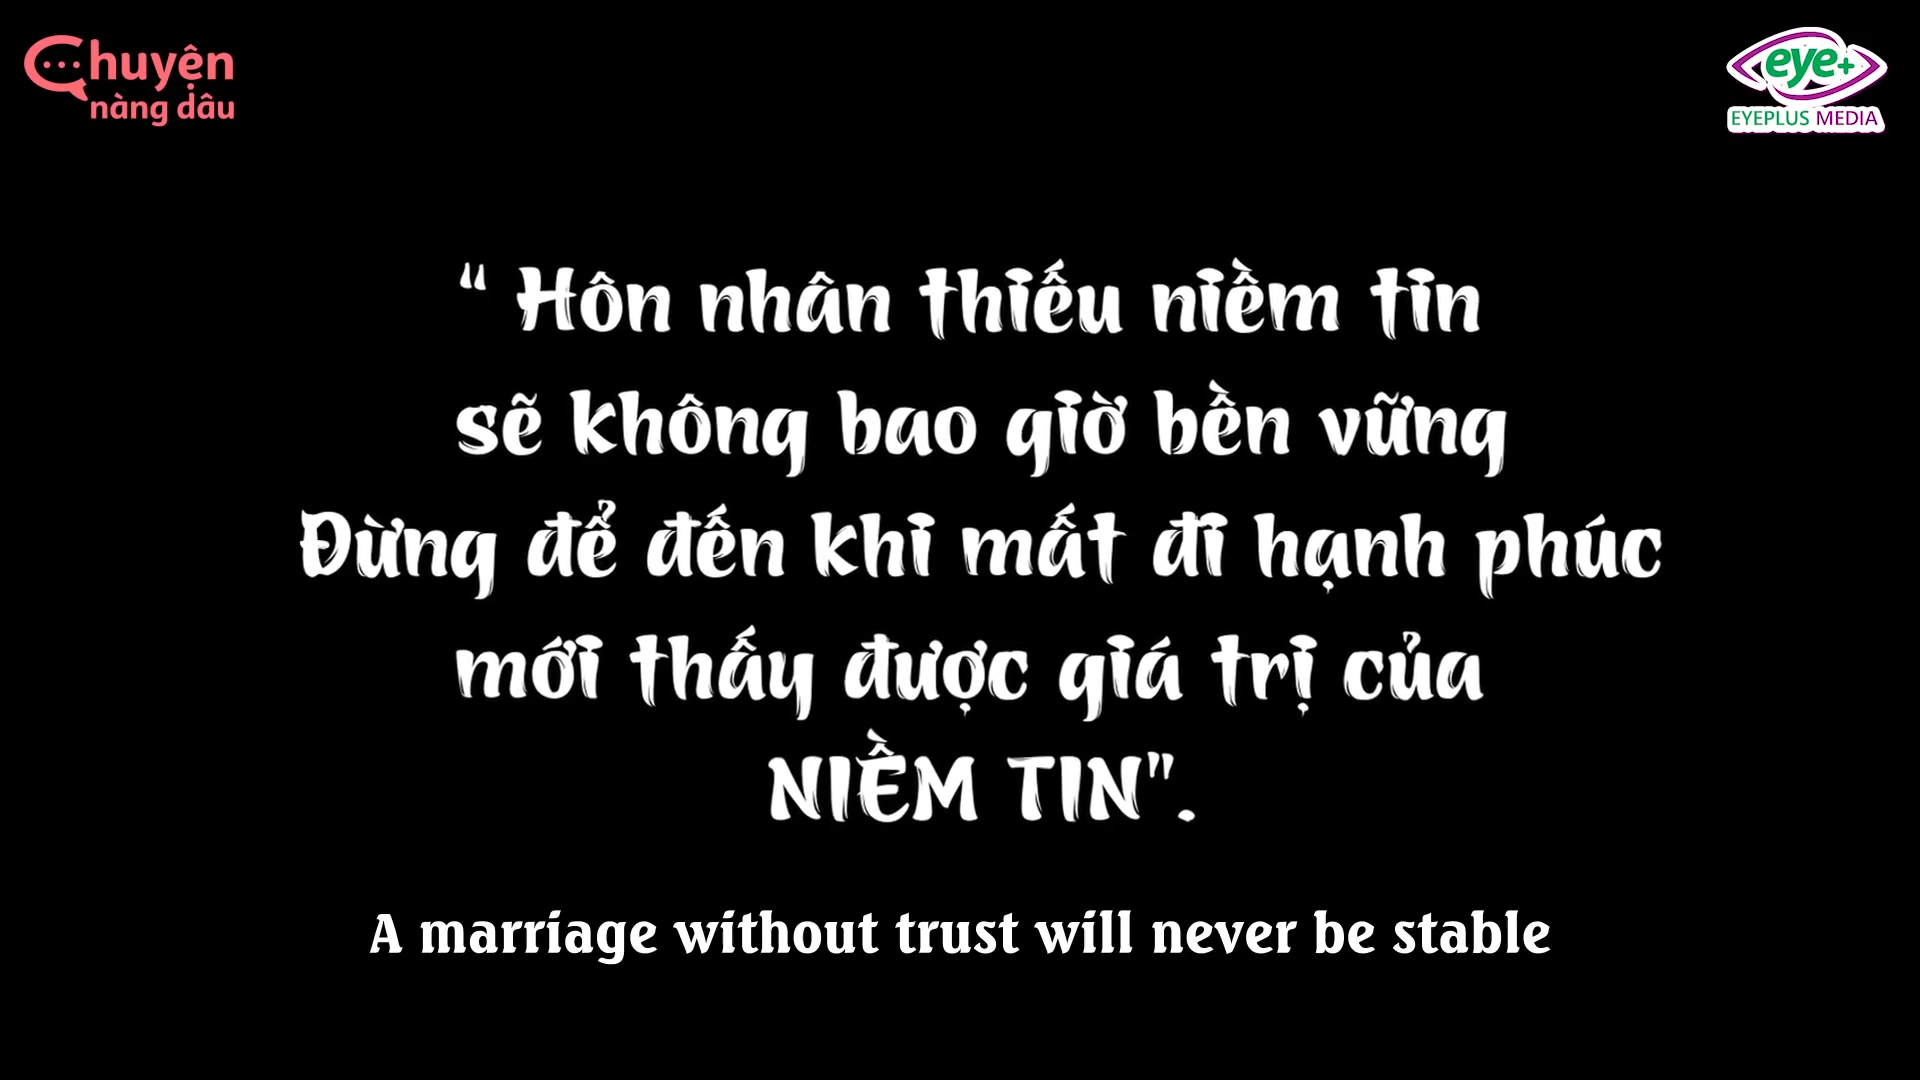 Chuyện
nàng dâu
eye+
EYEPLUS MEDIA
“ Hôn nhân thiếu niềm tin
sẽ không bao giờ bền vững
Đừng để đến khi mất đi hạnh phúc
mới thấy được giá trị của
NIỀM TIN".
A marriage without trust will never be stable